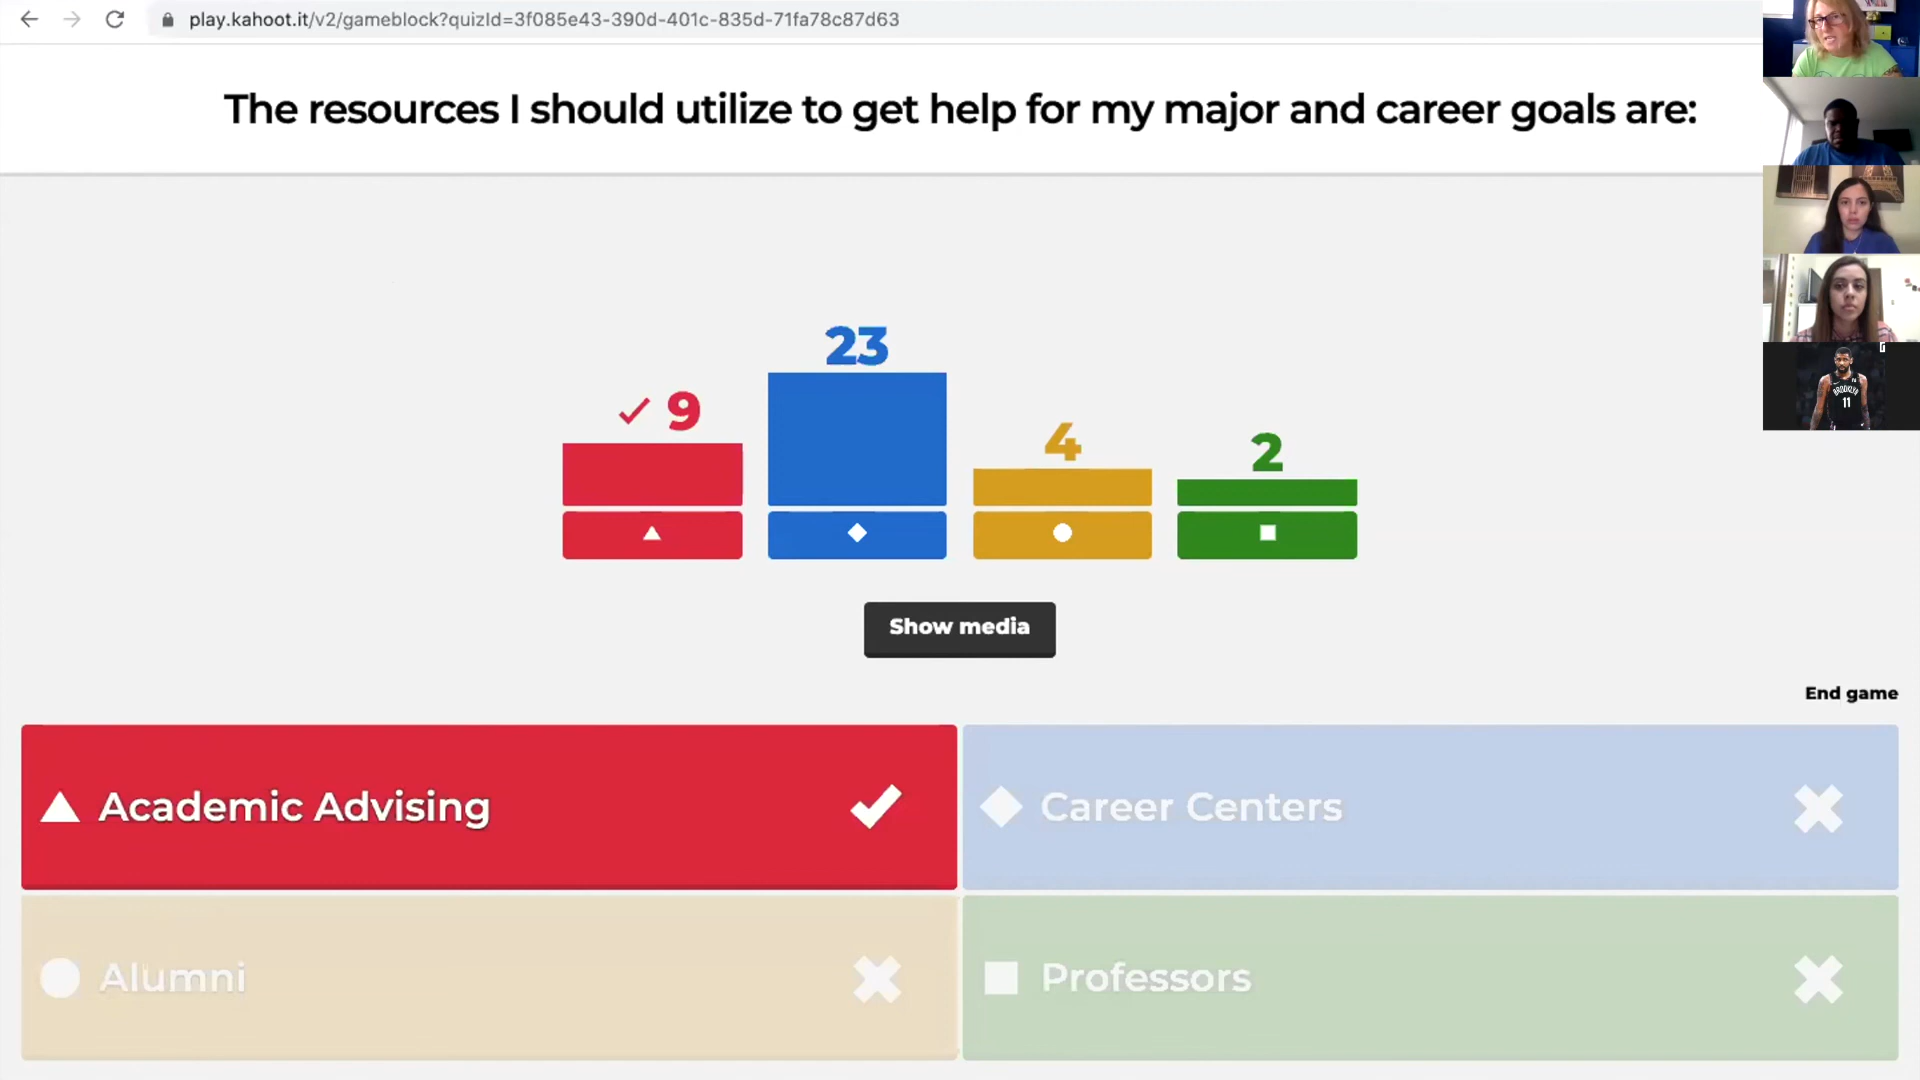 play.kahoot.it/v2/gameblock?quizId=3f085e43-390d-401c-835d-71fa78c87d63
The resources I should utilize to get help for my major and career goals are:
9
23
4
2
Show media
End game
Academic Advising
Career Centers
Alumni
Professors
BROOKLYN
11